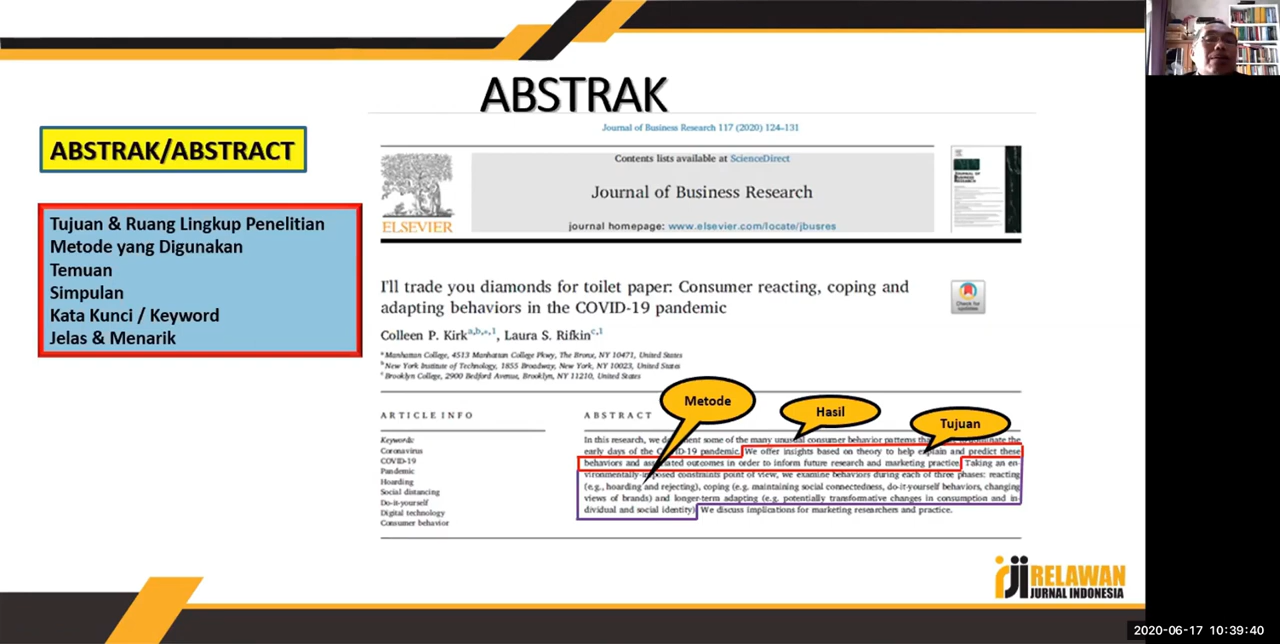 ABSTRAK
ABSTRAK/ABSTRACT
Tujuan & Ruang Lingkup Penelitian
Metode yang Digunakan
Temuan
Simpulan
Kata Kunci / Keyword
Jelas & Menarik
Journal of Business Research 117 (2020) 124–131
Contents lists available at ScienceDirect
Journal of Business Research
journal homepage: www.elsevier.com/locate/jbusres
ELSEVIER
I'll trade you diamonds for toilet paper: Consumer reacting, coping and
adapting behaviors in the COVID-19 pandemic
Check for
updates
Colleen P. Kirk a,b,⁎,1, Laura S. Rifkin c,1
a Manhattan College, 4513 Manhattan College Pkwy, The Bronx, NY 10471, United States
b New York Institute of Technology, 1855 Broadway, New York, NY 10023, United States
c Brooklyn College, 2900 Bedford Avenue, Brooklyn, NY 11210, United States
ARTICLE INFO
Keywords:
Coronavirus
COVID-19
Pandemic
Hoarding
Social distancing
Do-it-yourself
Digital technology
Consumer behavior
ABSTRACT
Metode
Hasil
Tujuan
In this research, we some of the many unusual consumer behavior patterns the
early days of the pandemic. We offer insights based on theory to help explain and predict these
behaviors and associated outcomes in order to inform future research and marketing practice. Taking an en-
vironmentally-imposed constraints point of view, we examine behaviors during each of three phases: reacting
(e.g., hoarding and rejecting), coping (e.g. maintaining social connectedness, do-it-yourself behaviors, changing
views of brands) and longer-term adapting (e.g. potentially transformative changes in consumption and in-
dividual and social identity). We discuss implications for marketing researchers and practice.
RELAWAN
JURNAL INDONESIA
2020-06-17 10:39:40